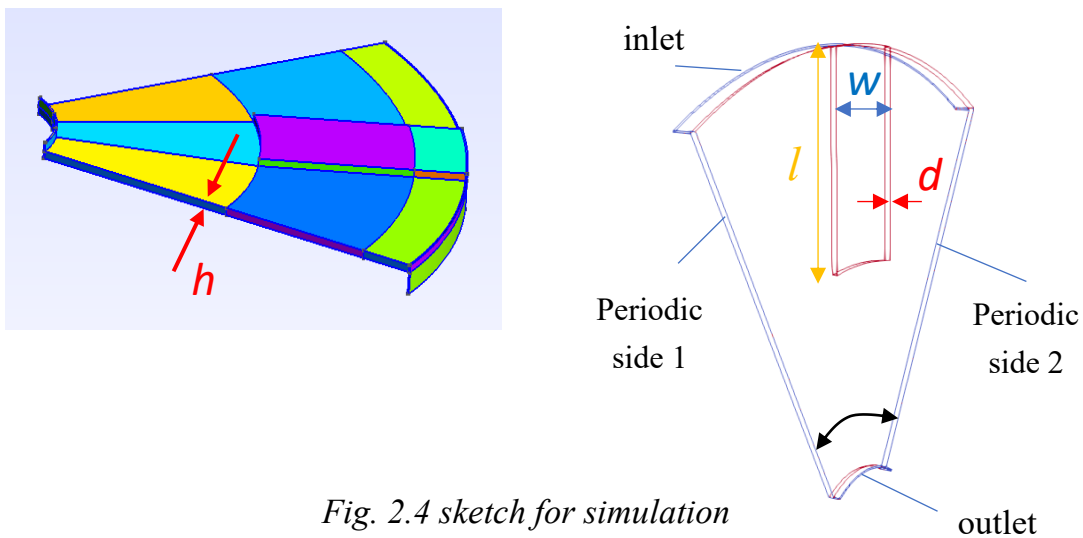 inlet
w
l
d
h
Periodic
side 1
Periodic
side 2
outlet
Fig. 2.4 sketch for simulation